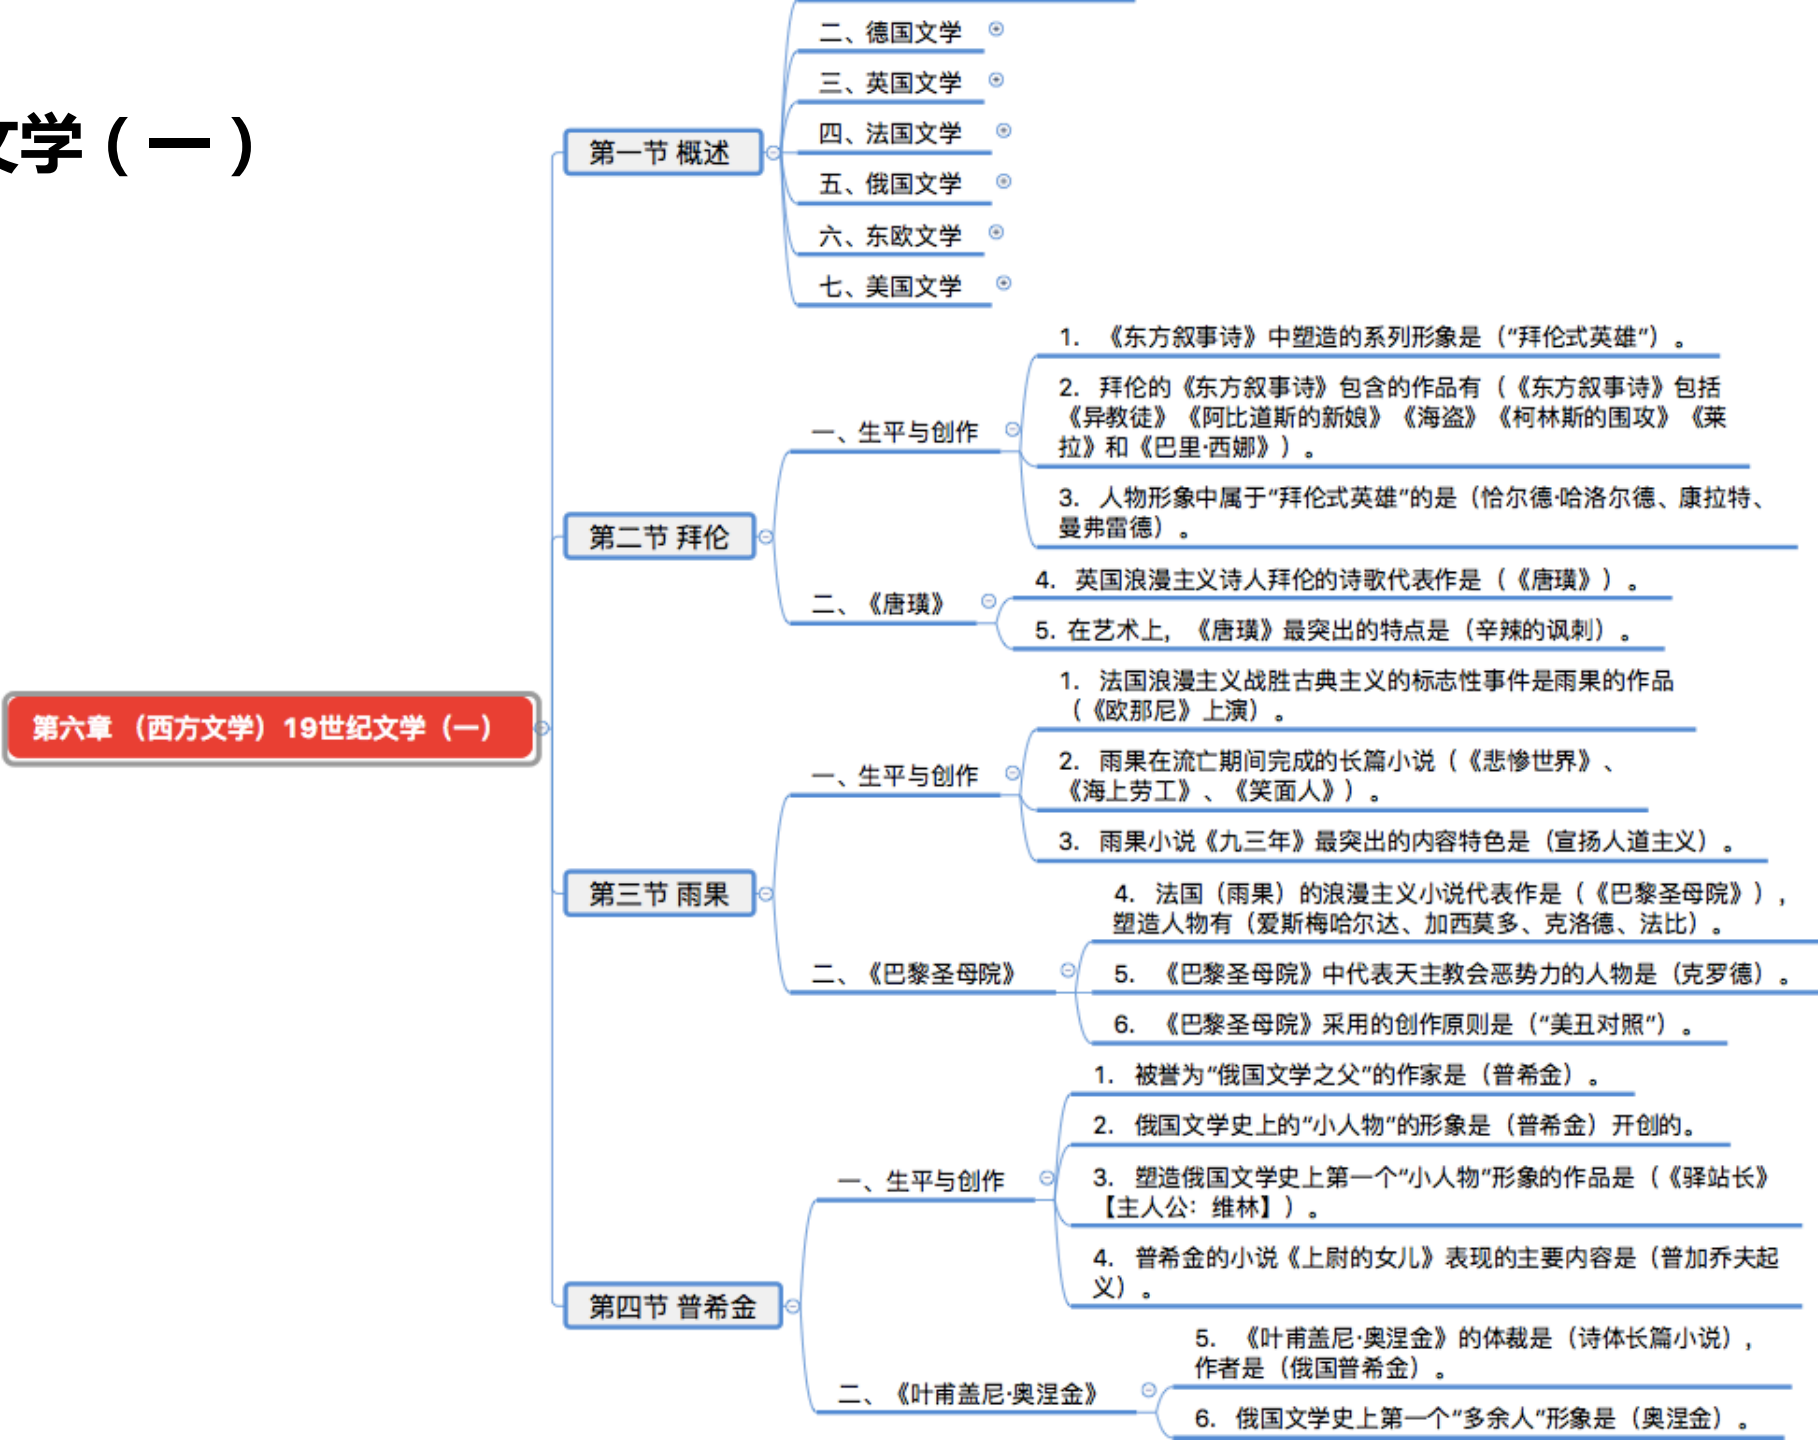 文学（一）
二、德国文学
三、英国文学
四、法国文学
第一节 概述
五、俄国文学
六、东欧文学
七、美国文学
1. 《东方叙事诗》中塑造的系列形象是（“拜伦式英雄”）。
2. 拜伦的《东方叙事诗》包含的作品有（《东方叙事诗》包括
《异教徒》《阿比道斯的新娘》《海盗》《柯林斯的围攻》《莱
拉》和《巴里·西娜》）。
一、生平与创作
3. 人物形象中属于“拜伦式英雄”的是（恰尔德·哈洛尔德、康拉特、
曼弗雷德）。
第二节 拜伦
4. 英国浪漫主义诗人拜伦的诗歌代表作是（《唐璜》）。
二、《唐璜》
5. 在艺术上，《唐璜》最突出的特点是（辛辣的讽刺）。
第六章 （西方文学）19世纪文学（一）
1. 法国浪漫主义战胜古典主义的标志性事件是雨果的作品
（《欧那尼》上演）。
2. 雨果在流亡期间完成的长篇小说（《悲惨世界》、
《海上劳工》、《笑面人》）。
一、生平与创作
3. 雨果小说《九三年》最突出的内容特色是（宣扬人道主义）。
第三节 雨果
4. 法国（雨果）的浪漫主义小说代表作是（《巴黎圣母院》），
塑造人物有（爱斯梅哈尔达、加西莫多、克洛德、法比）。
二、《巴黎圣母院》
5. 《巴黎圣母院》中代表天主教会恶势力的人物是（克罗德）。
6. 《巴黎圣母院》采用的创作原则是（“美丑对照”）。
1. 被誉为“俄国文学之父”的作家是（普希金）。
2. 俄国文学史上的“小人物”的形象是（普希金）开创的。
一、生平与创作
3. 塑造俄国文学史上第一个“小人物”形象的作品是（《驿站长》
【主人公：维林】）。
4. 普希金的小说《上尉的女儿》表现的主要内容是（普加乔夫起
义）。
第四节 普希金
5. 《叶甫盖尼·奥涅金》的体裁是（诗体长篇小说），
作者是（俄国普希金）。
二、《叶甫盖尼·奥涅金》
6. 俄国文学史上第一个“多余人”形象是（奥涅金）。